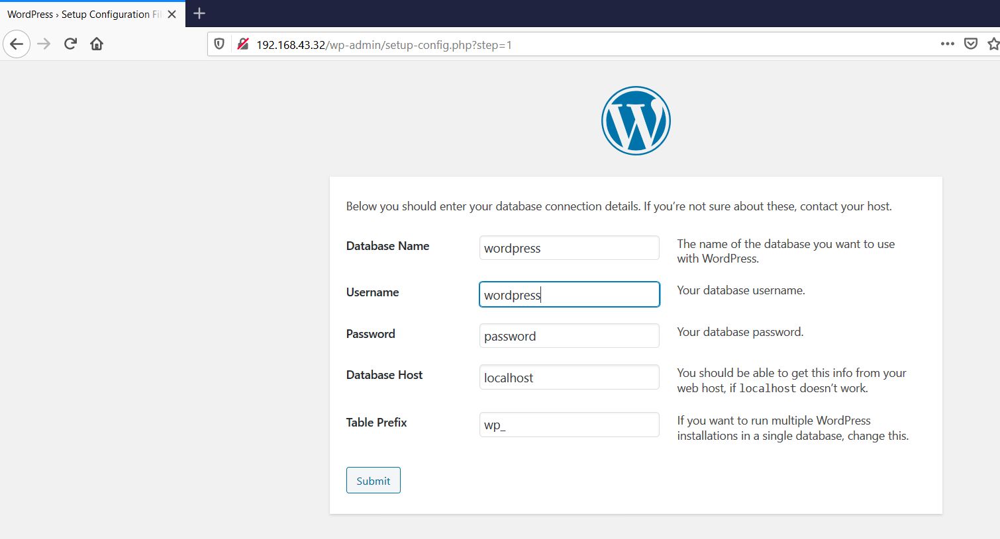 WordPress › Setup Configuration Fil
192.168.43.32/wp-admin/setup-config.php?step=1
Below you should enter your database connection details. If you’re not sure about these, contact your host.
Database Name
wordpress
The name of the database you want to use
with WordPress.
Username
wordpress
Your database username.
Password
password
Your database password.
Database Host
localhost
You should be able to get this info from your
web host, if localhost doesn’t work.
Table Prefix
wp_
If you want to run multiple WordPress
installations in a single database, change this.
Submit